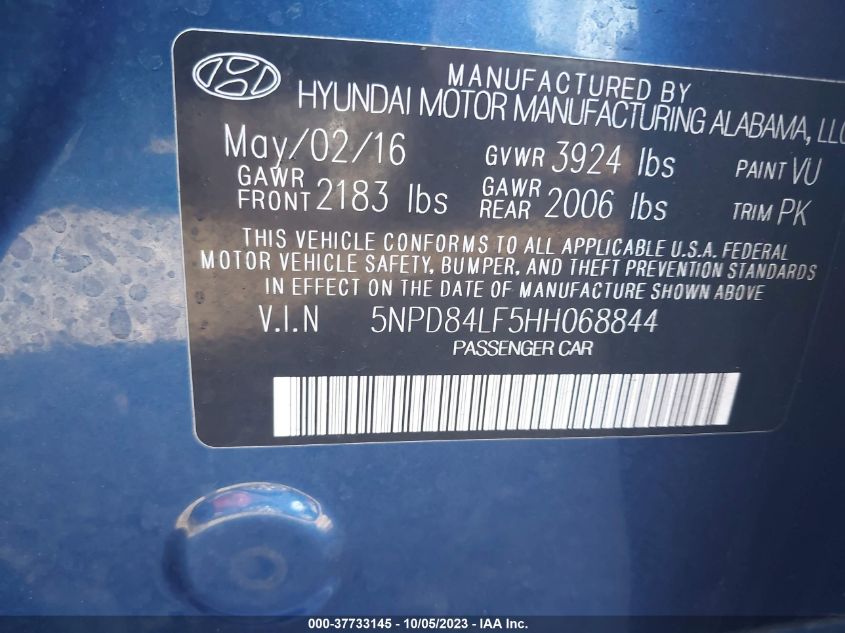 MANUFACTURED BY
HYUNDAI MOTOR MANUFACTURING ALABAMA, LLC
May/02/16 GVWR 3924 lbs PAINT VU
GAWR FRONT 2183 lbs GAWR REAR 2006 lbs TRIM PK
THIS VEHICLE CONFORMS TO ALL APPLICABLE U.S.A. FEDERAL
MOTOR VEHICLE SAFETY, BUMPER, AND THEFT PREVENTION STANDARDS
IN EFFECT ON THE DATE OF MANUFACTURE SHOWN ABOVE
V.I.N 5NPD84LF5HH068844
PASSENGER CAR
000-37733145 - 10/05/2023 - IAA Inc.